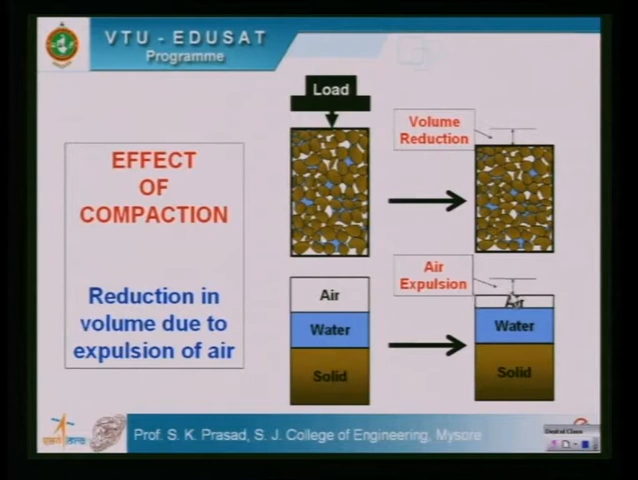 VTU - EDUSAT
Programme
Load
Volume
Reduction
EFFECT
OF
COMPACTION
Air
Expulsion
Reduction in
volume due to
expulsion of air
Air
Water
Solid
Air
Water
Solid
Prof. S. K. Prasad, S. J. College of Engineering, Mysore